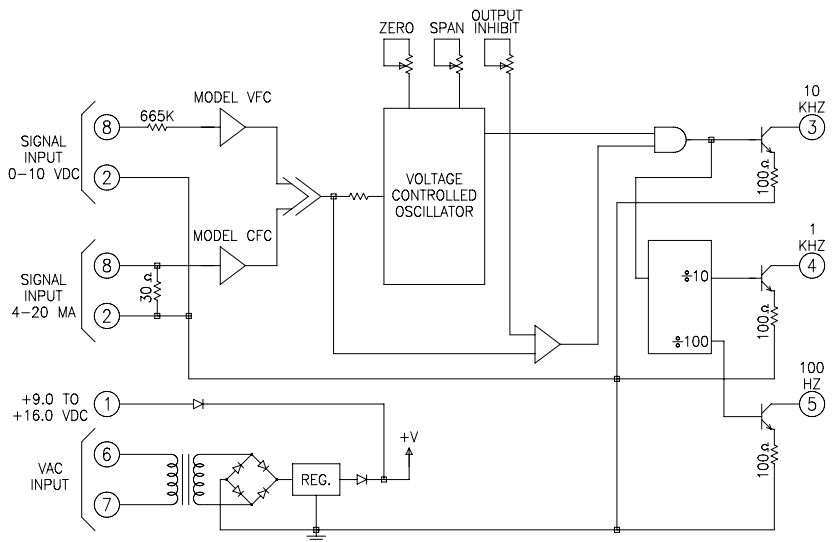 ZERO SPAN OUTPUT
INHIBIT
MODEL VFC
665K
8
SIGNAL
INPUT
0-10 VDC
2
VOLTAGE
CONTROLLED
OSCILLATOR
10
KHZ
3
100Ω
MODEL CFC
8
SIGNAL
INPUT
4-20 MA
30 Ω
2
÷10
÷100
1
KHZ
4
100Ω
100
HZ
5
100Ω
+9.0 TO
+16.0 VDC
1
+V
6
VAC
INPUT
7
REG.